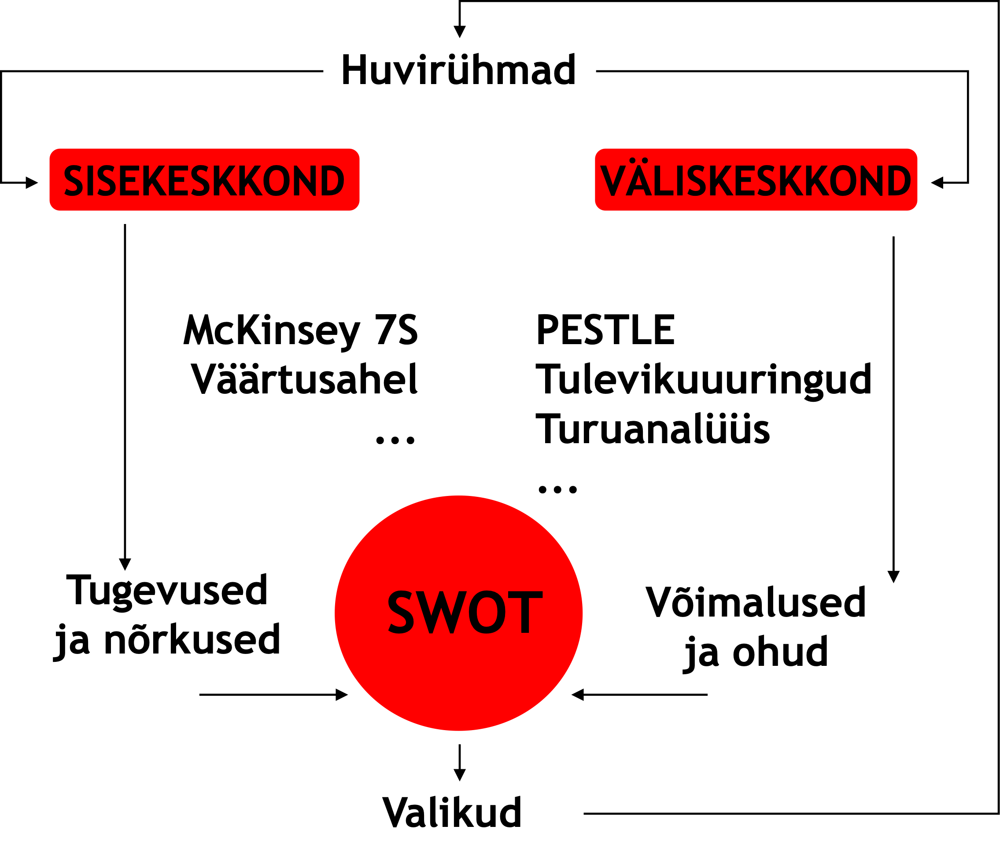 Huvirühmad
SISEKESKKOND
VÄLISKESKKOND
McKinsey 7S
Väärtusahel
...
PESTLE
Tulevikuuuringud
Turuanalüüs
...
Tugevused
ja nõrkused
SWOT
Võimalused
ja ohud
Valikud